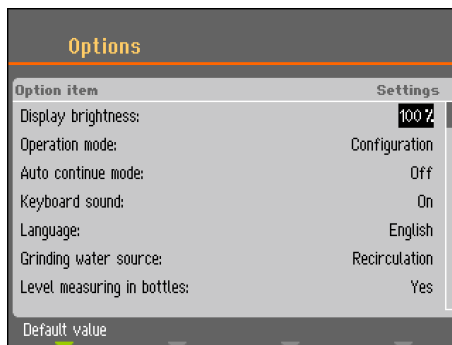 Options
Option item Settings
Display brightness: 100 %
Operation mode: Configuration
Auto continue mode: Off
Keyboard sound: On
Language: English
Grinding water source: Recirculation
Level measuring in bottles: Yes
Default value